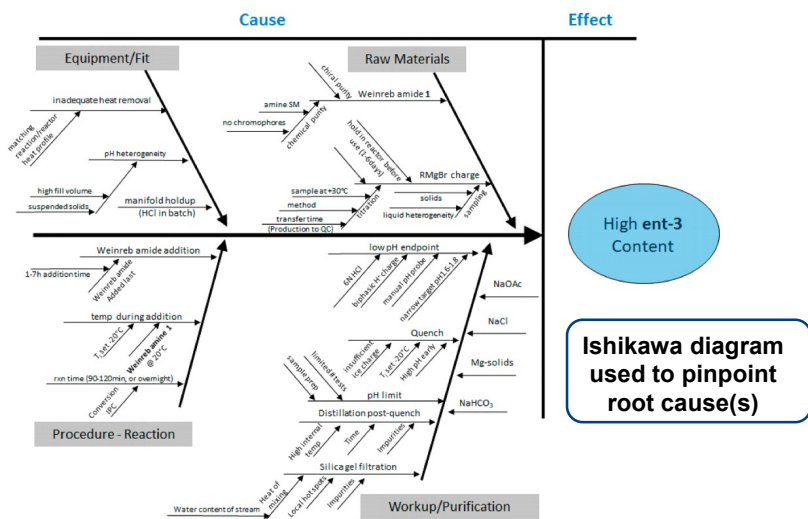 Cause
Effect
Equipment/Fit
Raw Materials
inadequate heat removal
matching
reaction/reactor
heat profile
pH heterogeneity
high fill volume
suspended solids
manifold holdup
(HCl in batch)
chiral purity
Weinreb amide 1
amine SM
no chromophores
chemical purity
hold in reactor before
use (1-6days)
RMgBr charge
sample at +30°C
method
transfer time
(Production to QC)
titration
solids
liquid heterogeneity
sampling
High ent-3
Content
Weinreb amide addition
1-7h addition time
Weinreb amide
Added last
temp during addition
Tj set -20°C
Weinreb amine 1
@ 20°C
rxn time (90-120min, or overnight)
Conversion
IPC
Procedure - Reaction
low pH endpoint
6N HCl
biphasic H⁺ charge
manual pH probe
narrow target pH 1.6-1.8
NaOAc
Quench
insufficient
ice charge
Tj set -20°C
High pH early
NaCl
Mg-solids
sample prep
limited # tests
pH limit
NaHCO3
Distillation post-quench
High internal
temp
Time
Impurities
Silica gel filtration
Water content of stream
Heat of
mixing
Local hot spots
Impurities
Workup/Purification
Ishikawa diagram
used to pinpoint
root cause(s)